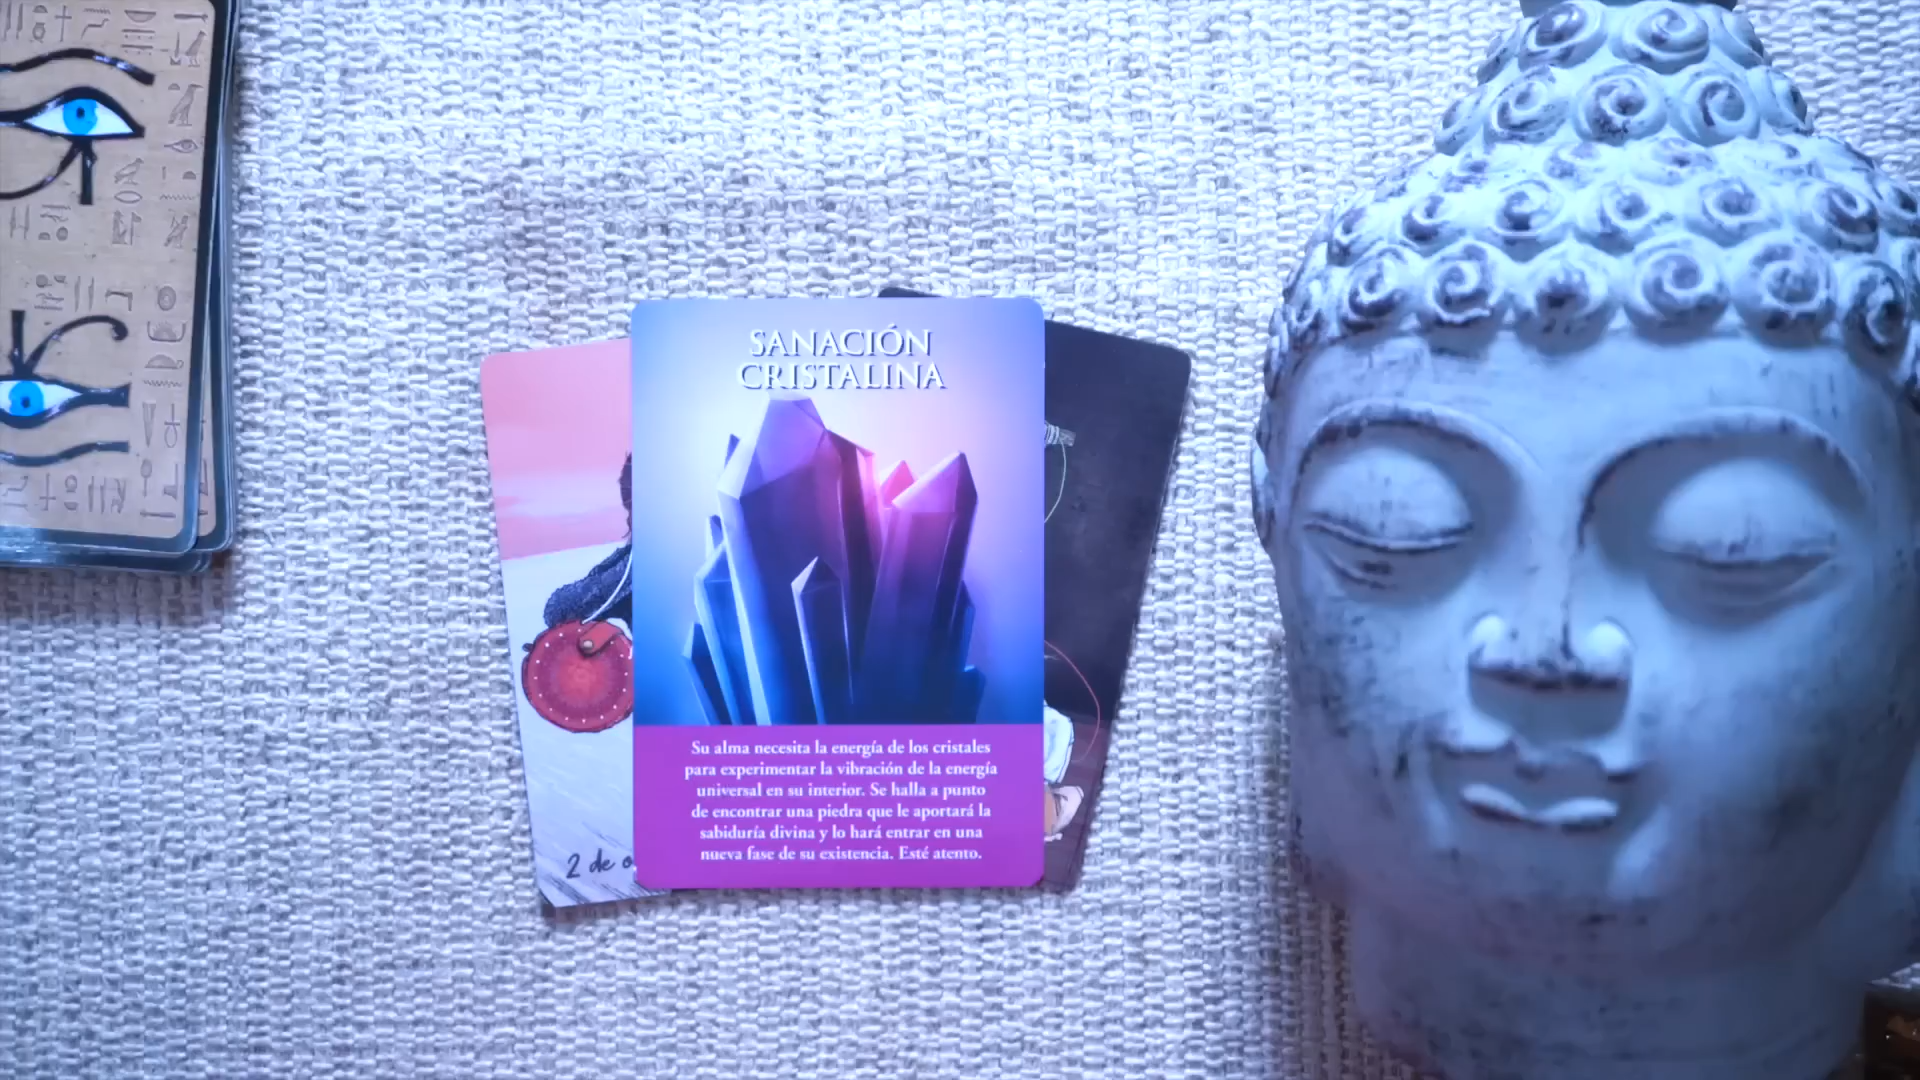 SANACIÓN
CRISTALINA
Su alma necesita la energía de los cristales
para experimentar la vibración de la energía
universal en su interior. Se halla a punto
de encontrar una piedra que le aportará la
sabiduría divina y lo hará entrar en una
nueva fase de su existencia. Esté atento.
2 de